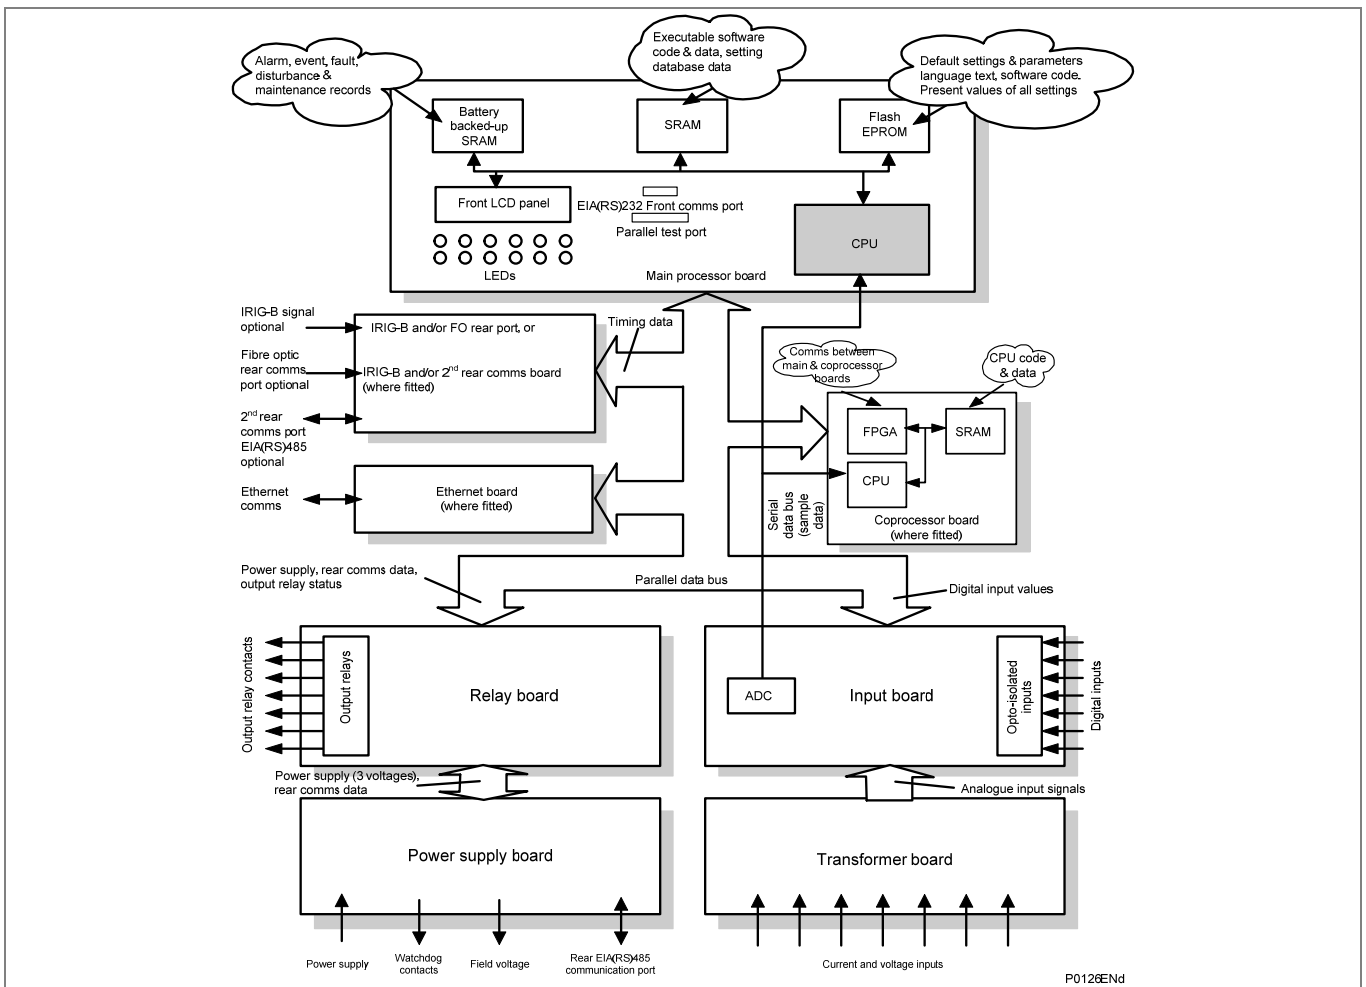 Alarm, event, fault,
disturbance &
maintenance records
Executable software
code & data, setting
database data
Default settings & parameters
language text, software code.
Present values of all settings
Battery
backed-up
SRAM
SRAM
Flash
EPROM
Front LCD panel
EIA(RS)232 Front comms port
Parallel test port
CPU
LEDs
Main processor board
IRIG-B signal
optional
IRIG-B and/or FO rear port, or
Timing data
Fibre optic
rear comms
port optional
IRIG-B and/or 2nd rear comms board
(where fitted)
2nd rear
comms port
EIA(RS)485
optional
Comms between
main & coprocessor
boards
CPU code
& data
FPGA
SRAM
CPU
Coprocessor board
(where fitted)
Serial
data bus
(sample
data)
Ethernet
comms
Ethernet board
(where fitted)
Power supply, rear comms data,
output relay status
Parallel data bus
Digital input values
Output relay contacts
Output relays
Relay board
ADC
Input board
Opto-isolated
inputs
Digital inputs
Power supply (3 voltages),
rear comms data
Analogue input signals
Power supply board
Transformer board
Power supply
Watchdog
contacts
Field voltage
Rear EIA(RS)485
communication port
Current and voltage inputs
P0126ENd